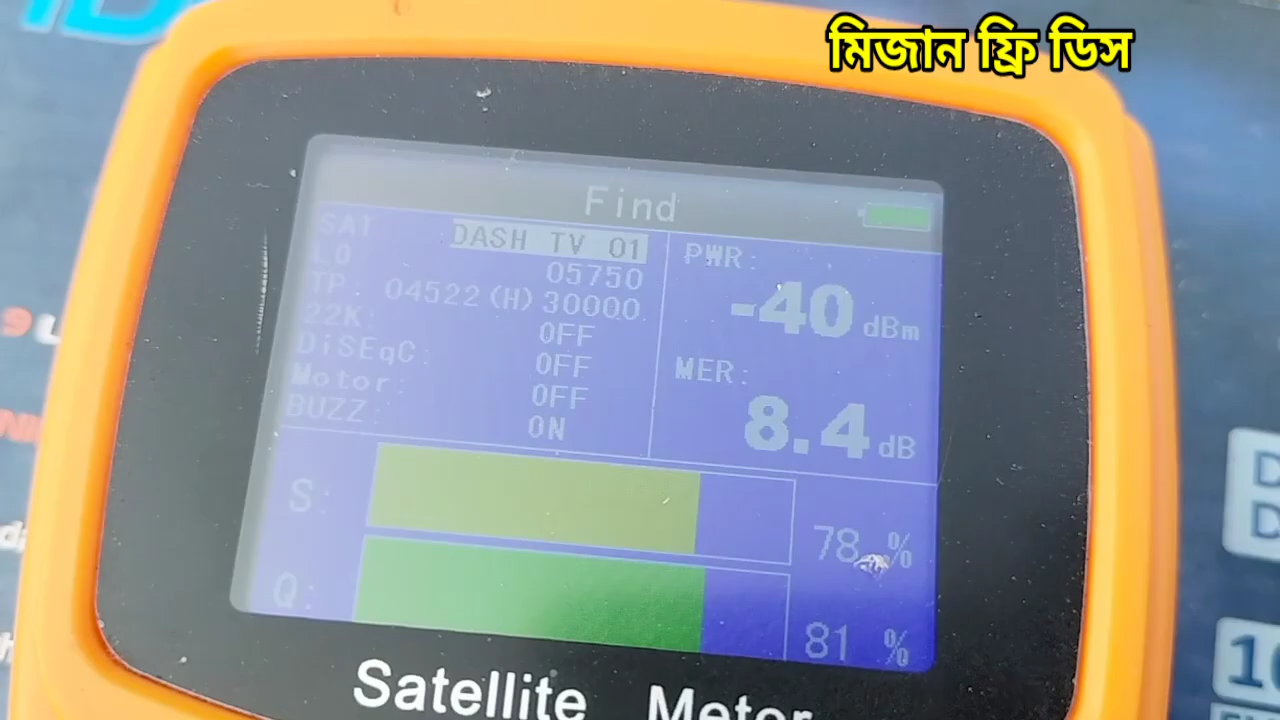 মিজান ফ্রি ডিস
Find
SAT DASH TV 01
LO 05750
TP: 04522 (H) 30000
22K: OFF
DiSEqC: OFF
Motor: OFF
BUZZ: ON
PWR:
-40 dBm
MER:
8.4 dB
S: 78 %
Q: 81 %
Satellite Meter
10